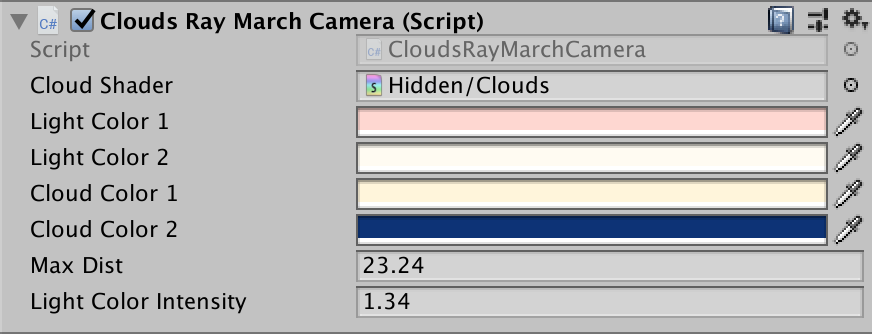 C# Clouds Ray March Camera (Script)
Script C# CloudsRayMarchCamera
Cloud Shader S Hidden/Clouds
Light Color 1
Light Color 2
Cloud Color 1
Cloud Color 2
Max Dist 23.24
Light Color Intensity 1.34